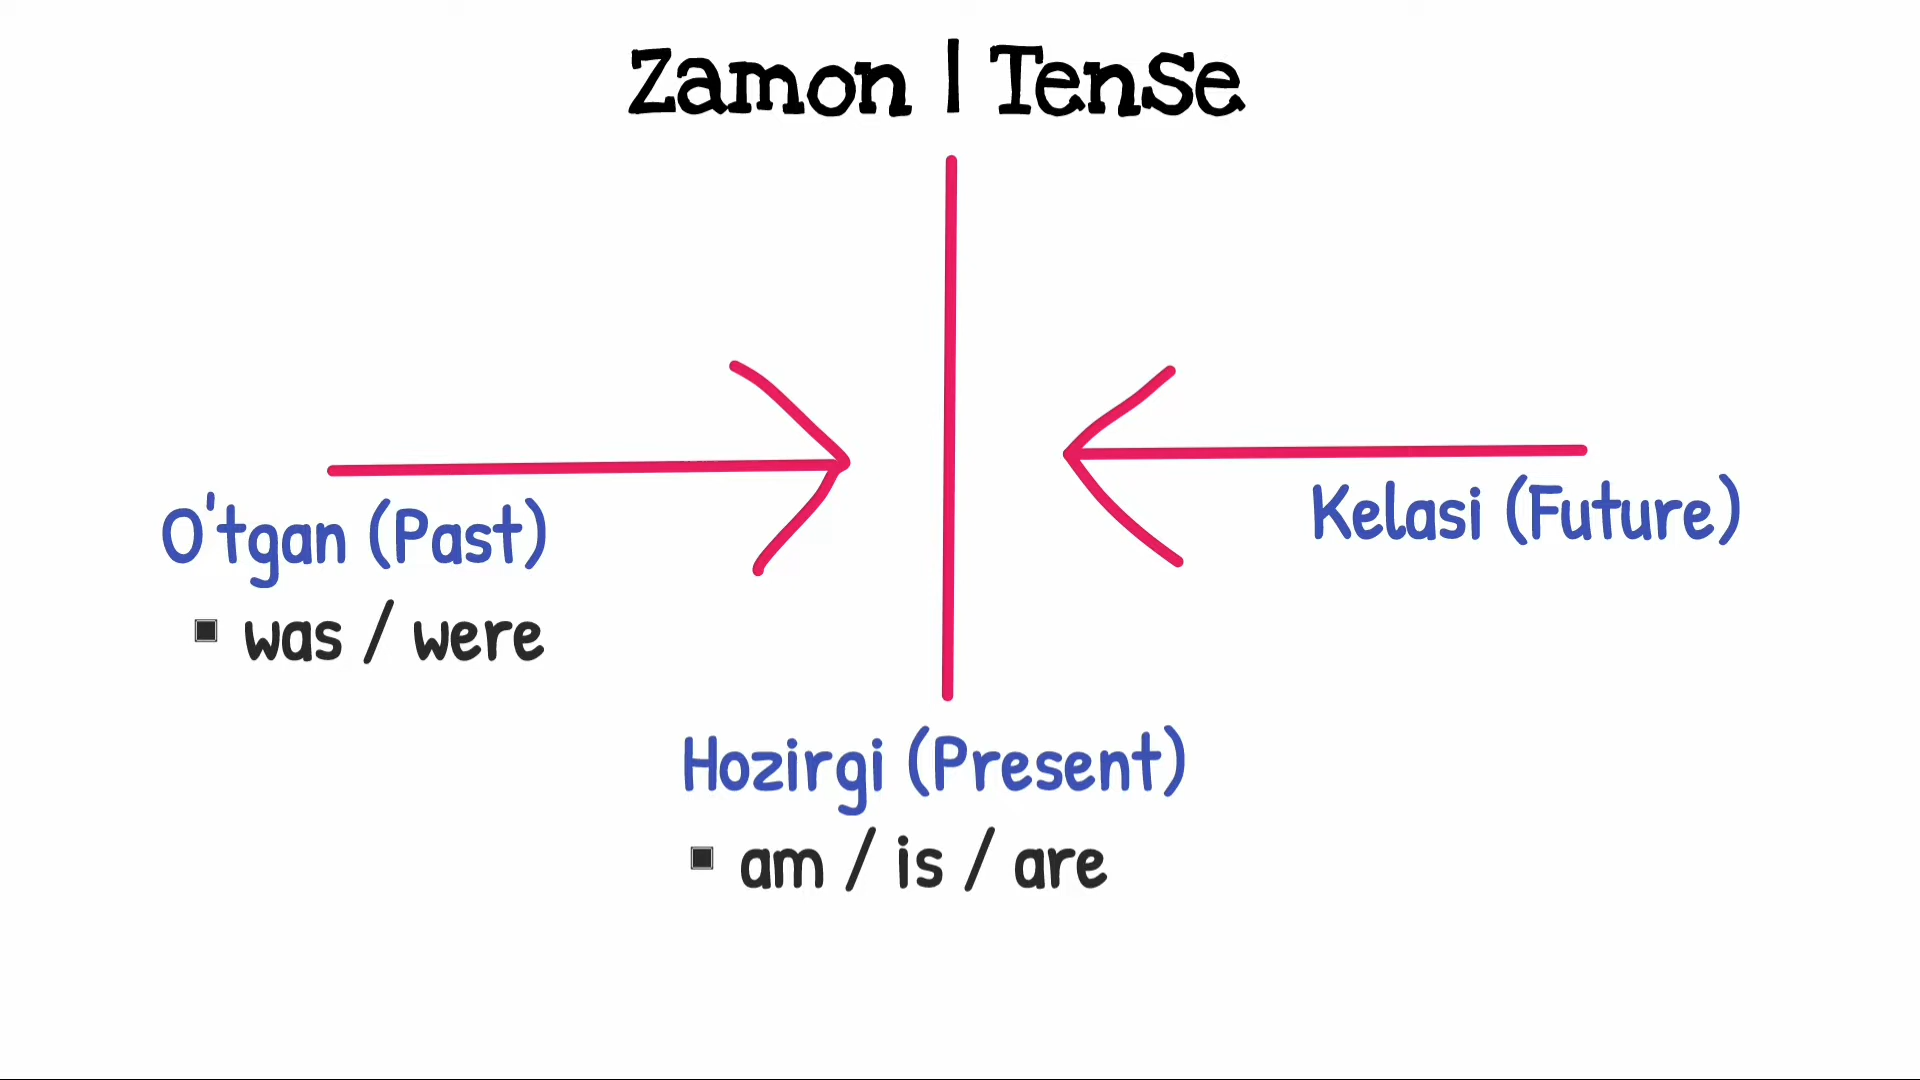 Zamon | Tense
O'tgan (Past)
▪ was / were
Kelasi (Future)
Hozirgi (Present)
▪ am / is / are